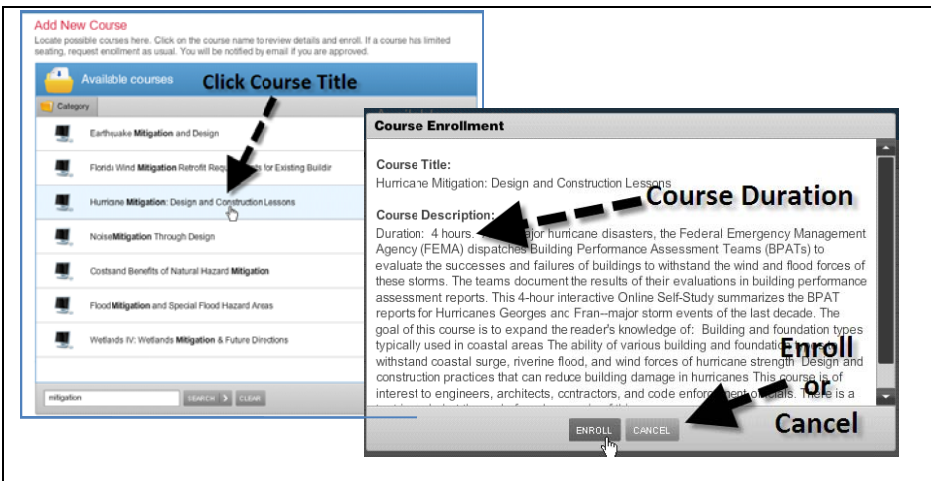 Add New Course
Locate possible courses here. Click on the course name to review details and enroll. If a course has limited
seating, request enrollment as usual. You will be notified by email if you are approved.
Available courses
Click Course Title
Category
Earthquake Mitigation and Design
Florida Wind Mitigation Retrofit for Existing Buildir
Hurricane Mitigation: Design and Construction Lessons
Noise Mitigation Through Design
Costs and Benefits of Natural Hazard Mitigation
Flood Mitigation and Special Flood Hazard Areas
Wetlands IV: Wetlands Mitigation & Future Directions
mitigation
SEARCH
CLEAR
Course Enrollment
Course Title:
Hurricane Mitigation: Design and Construction Lessons
Course Duration
Course Description:
Duration: 4 hours. hurricane disasters, the Federal Emergency Management
Agency (FEMA) dispatches Building Performance Assessment Teams (BPATs) to
evaluate the successes and failures of buildings to withstand the wind and flood forces of
these storms. The teams document the results of their evaluations in building performance
assessment reports. This 4-hour interactive Online Self-Study summarizes the BPAT
reports for Hurricanes Georges and Fran--major storm events of the last decade. The
goal of this course is to expand the reader's knowledge of: Building and foundation types
typically used in coastal areas The ability of various building and foundation types to
withstand coastal surge, riverine flood, and wind forces of hurricane strength Design and
construction practices that can reduce building damage in hurricanes This course is of
interest to engineers, architects, contractors, and code enforcement officials. There is a
Enroll
or
Cancel
ENROLL
CANCEL